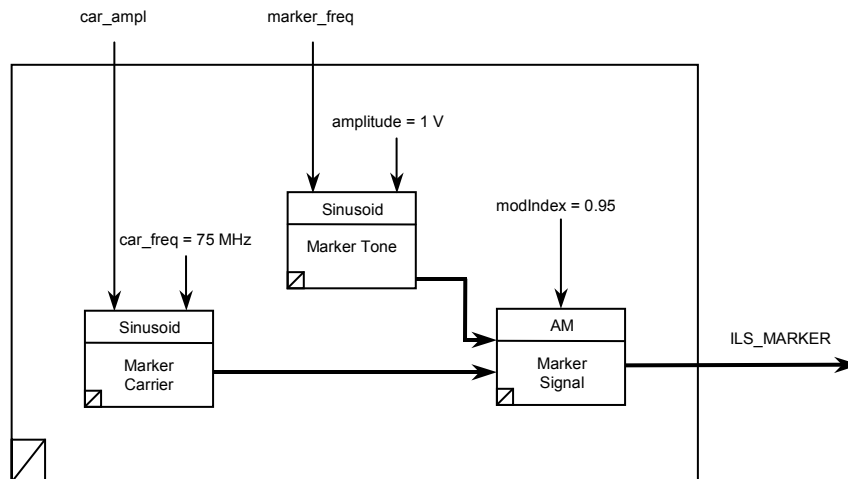 car_ampl
marker_freq
amplitude = 1 V
Sinusoid
Marker Tone
modIndex = 0.95
car_freq = 75 MHz
Sinusoid
Marker
Carrier
AM
Marker
Signal
ILS_MARKER